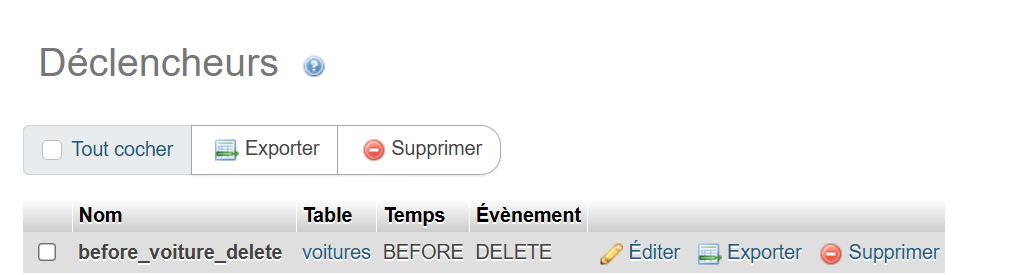 Déclencheurs
Tout cocher Exporter Supprimer
Nom Table Temps Évènement
before_voiture_delete voitures BEFORE DELETE Éditer Exporter Supprimer